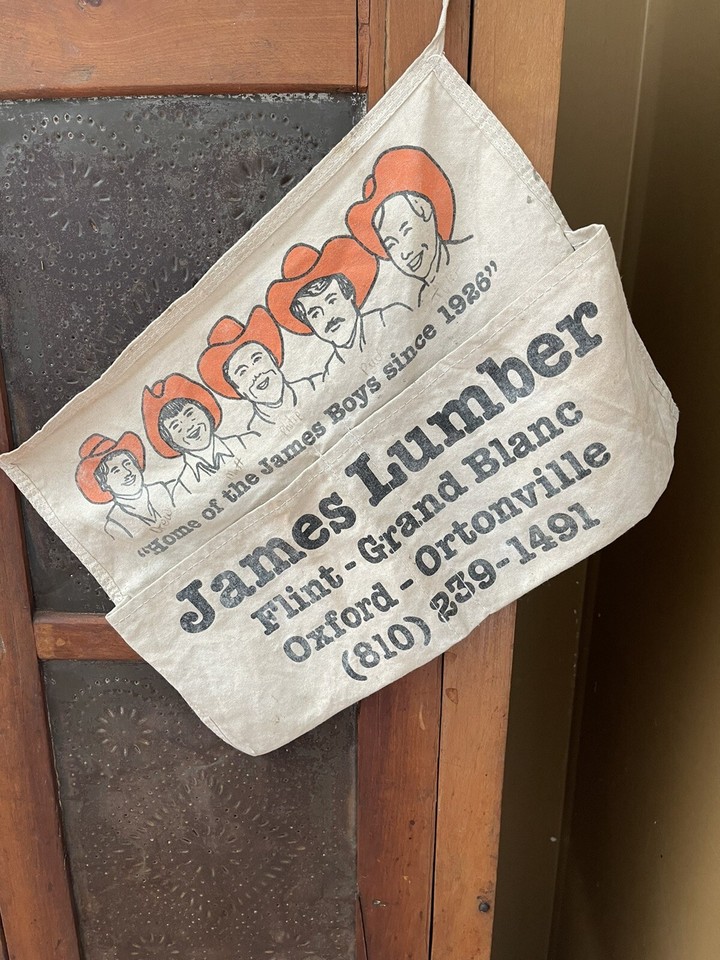 “Home of the James Boys since 1926”
James Lumber
Flint - Grand Blanc
Oxford - Ortonville
(810) 239-1491